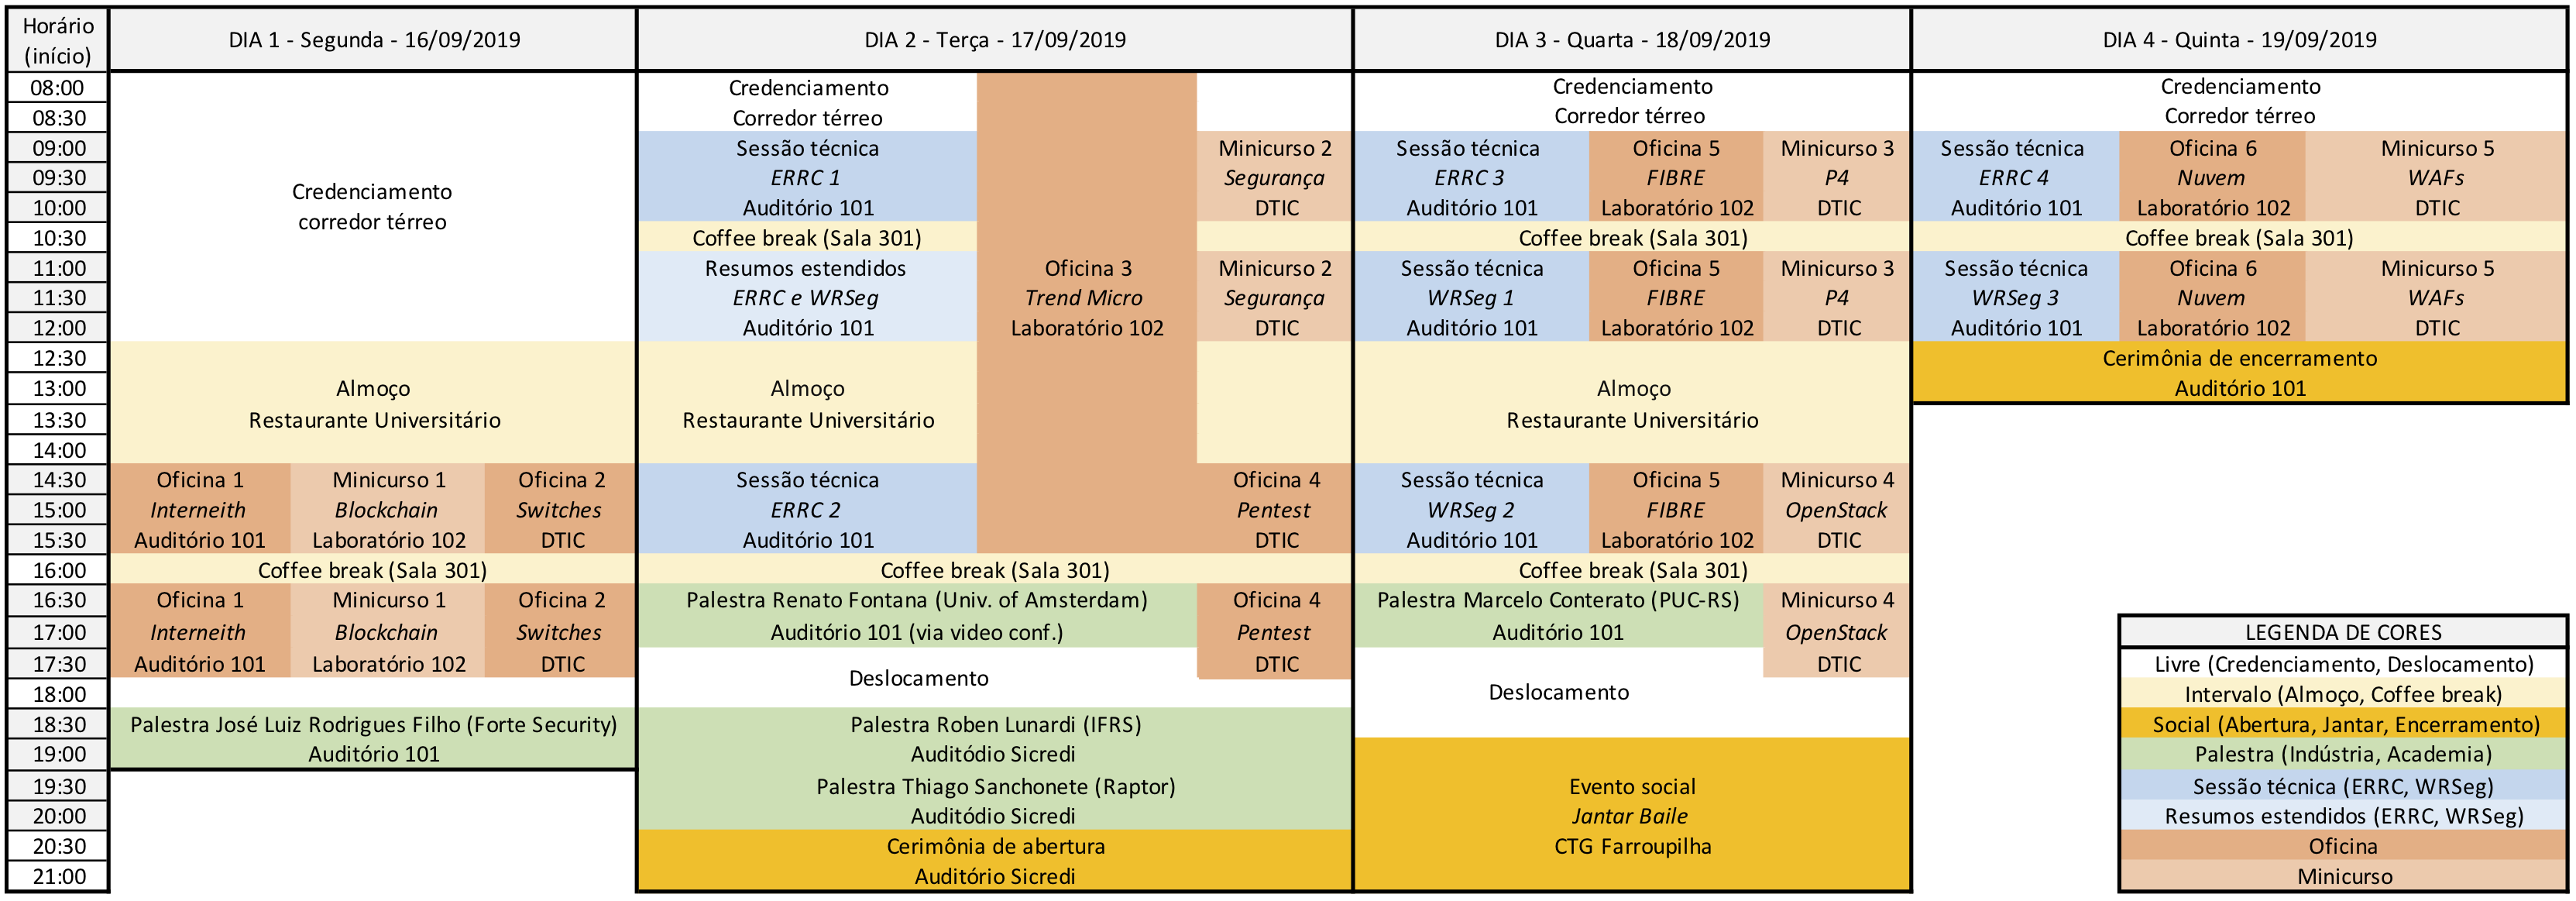 Horário
(início)
DIA 1 - Segunda - 16/09/2019
DIA 2 - Terça - 17/09/2019
DIA 3 - Quarta - 18/09/2019
DIA 4 - Quinta - 19/09/2019
08:00
08:30
09:00
09:30
10:00
10:30
11:00
11:30
12:00
12:30
13:00
13:30
14:00
14:30
15:00
15:30
16:00
16:30
17:00
17:30
18:00
18:30
19:00
19:30
20:00
20:30
21:00
Credenciamento
corredor térreo
Almoço
Restaurante Universitário
Oficina 1
Interneith
Auditório 101
Minicurso 1
Blockchain
Laboratório 102
Oficina 2
Switches
DTIC
Coffee break (Sala 301)
Oficina 1
Interneith
Auditório 101
Minicurso 1
Blockchain
Laboratório 102
Oficina 2
Switches
DTIC
Palestra José Luiz Rodrigues Filho (Forte Security)
Auditório 101
Credenciamento
Corredor térreo
Sessão técnica
ERRC 1
Auditório 101
Coffee break (Sala 301)
Resumos estendidos
ERRC e WRSeg
Auditório 101
Almoço
Restaurante Universitário
Sessão técnica
ERRC 2
Auditório 101
Oficina 3
Trend Micro
Laboratório 102
Minicurso 2
Segurança
DTIC
Minicurso 2
Segurança
DTIC
Oficina 4
Pentest
DTIC
Coffee break (Sala 301)
Palestra Renato Fontana (Univ. of Amsterdam)
Auditório 101 (via video conf.)
Oficina 4
Pentest
DTIC
Deslocamento
Palestra Roben Lunardi (IFRS)
Auditódio Sicredi
Palestra Thiago Sanchonete (Raptor)
Auditódio Sicredi
Cerimônia de abertura
Auditório Sicredi
Credenciamento
Corredor térreo
Sessão técnica
ERRC 3
Auditório 101
Oficina 5
FIBRE
Laboratório 102
Minicurso 3
P4
DTIC
Coffee break (Sala 301)
Sessão técnica
WRSeg 1
Auditório 101
Oficina 5
FIBRE
Laboratório 102
Minicurso 3
P4
DTIC
Almoço
Restaurante Universitário
Sessão técnica
WRSeg 2
Auditório 101
Oficina 5
FIBRE
Laboratório 102
Minicurso 4
OpenStack
DTIC
Coffee break (Sala 301)
Palestra Marcelo Conterato (PUC-RS)
Auditório 101
Minicurso 4
OpenStack
DTIC
Deslocamento
Evento social
Jantar Baile
CTG Farroupilha
Credenciamento
Corredor térreo
Sessão técnica
ERRC 4
Auditório 101
Oficina 6
Nuvem
Laboratório 102
Minicurso 5
WAFs
DTIC
Coffee break (Sala 301)
Sessão técnica
WRSeg 3
Auditório 101
Oficina 6
Nuvem
Laboratório 102
Minicurso 5
WAFs
DTIC
Cerimônia de encerramento
Auditório 101
LEGENDA DE CORES
Livre (Credenciamento, Deslocamento)
Intervalo (Almoço, Coffee break)
Social (Abertura, Jantar, Encerramento)
Palestra (Indústria, Academia)
Sessão técnica (ERRC, WRSeg)
Resumos estendidos (ERRC, WRSeg)
Oficina
Minicurso